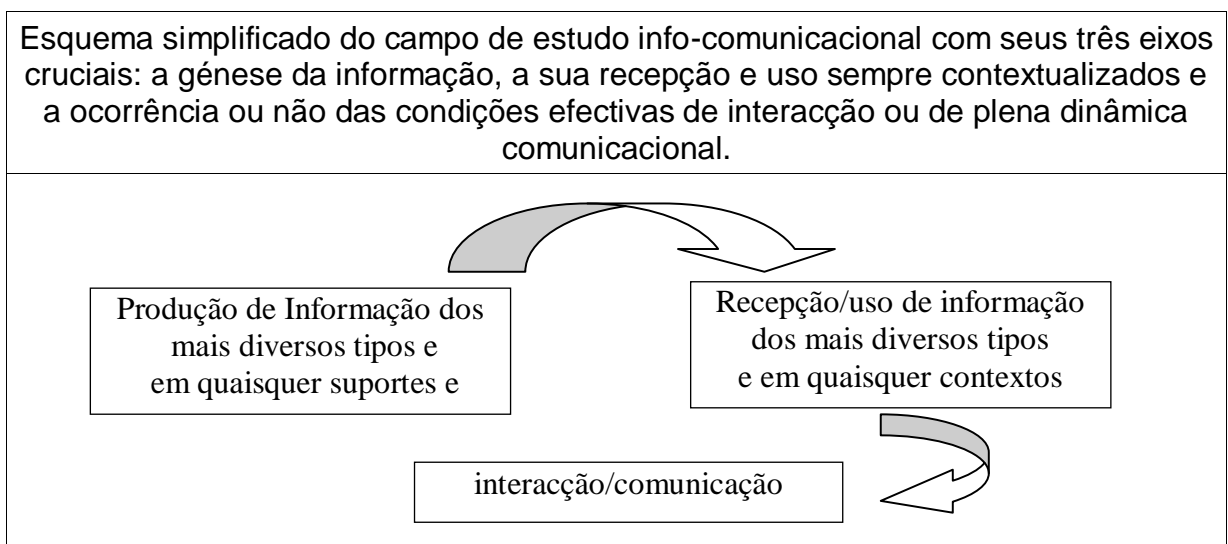 Esquema simplificado do campo de estudo info-comunicacional com seus três eixos
cruciais: a génese da informação, a sua recepção e uso sempre contextualizados e
a ocorrência ou não das condições efectivas de interacção ou de plena dinâmica
comunicacional.
Produção de Informação dos
mais diversos tipos e
em quaisquer suportes e
Recepção/uso de informação
dos mais diversos tipos
e em quaisquer contextos
interacção/comunicação